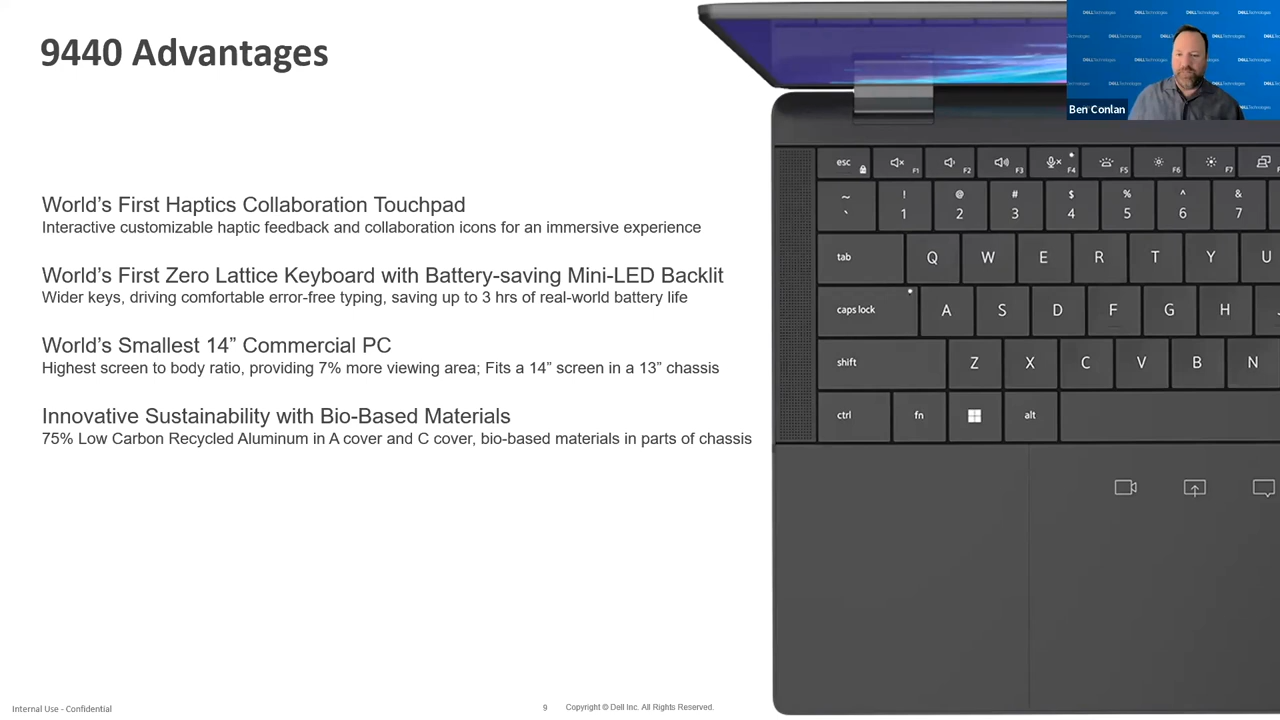 9440 Advantages
World's First Haptics Collaboration Touchpad
Interactive customizable haptic feedback and collaboration icons for an immersive experience
World's First Zero Lattice Keyboard with Battery-saving Mini-LED Backlit
Wider keys, driving comfortable error-free typing, saving up to 3 hrs of real-world battery life
World's Smallest 14” Commercial PC
Highest screen to body ratio, providing 7% more viewing area; Fits a 14” screen in a 13” chassis
Innovative Sustainability with Bio-Based Materials
75% Low Carbon Recycled Aluminum in A cover and C cover, bio-based materials in parts of chassis
Internal Use - Confidential
9
Copyright © Dell Inc. All Rights Reserved.
DELLTechnologies DELLTechnologies DELLTechnologies
Ben Conlan
esc F1 F2 F3 F4 F5 F6 F7
~ ! @ # $ % ^ &
` 1 2 3 4 5 6 7
tab Q W E R T Y U
caps lock A S D F G H
shift Z X C V B N
ctrl fn alt